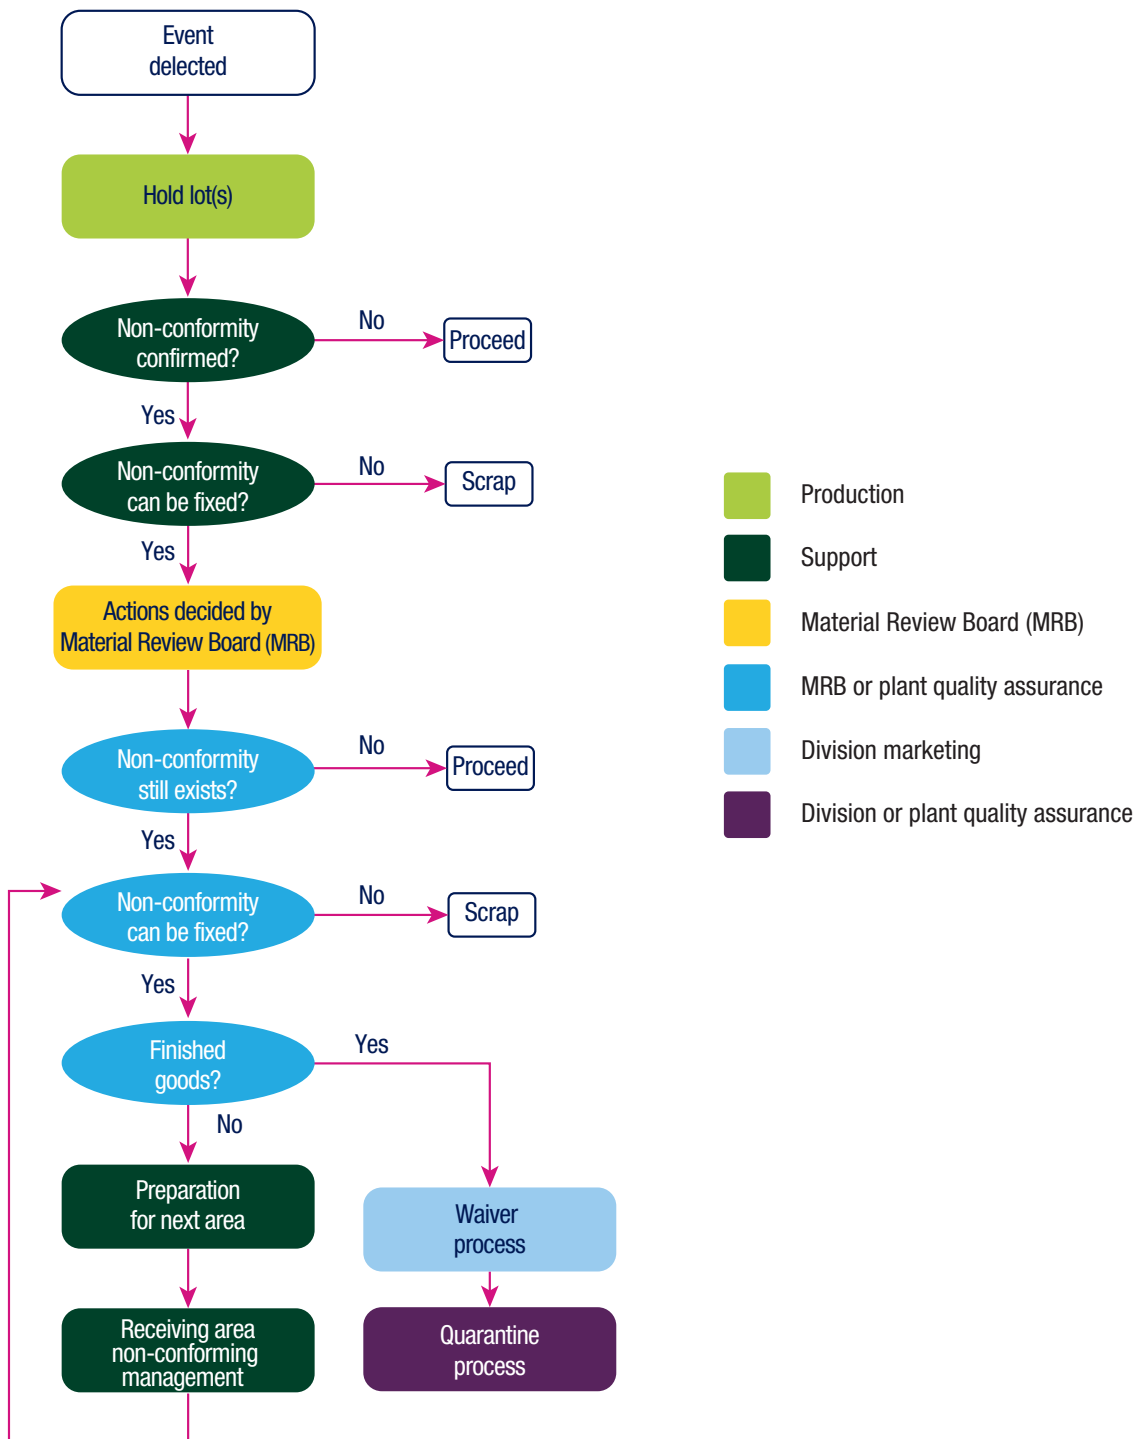 Event
delected
Hold lot(s)
Non-conformity
confirmed?
No
Proceed
Yes
Non-conformity
can be fixed?
No
Scrap
Yes
Actions decided by
Material Review Board (MRB)
Non-conformity
still exists?
No
Proceed
Yes
Non-conformity
can be fixed?
No
Scrap
Yes
Finished
goods?
Yes
No
Preparation
for next area
Waiver
process
Receiving area
non-conforming
management
Quarantine
process
Production
Support
Material Review Board (MRB)
MRB or plant quality assurance
Division marketing
Division or plant quality assurance